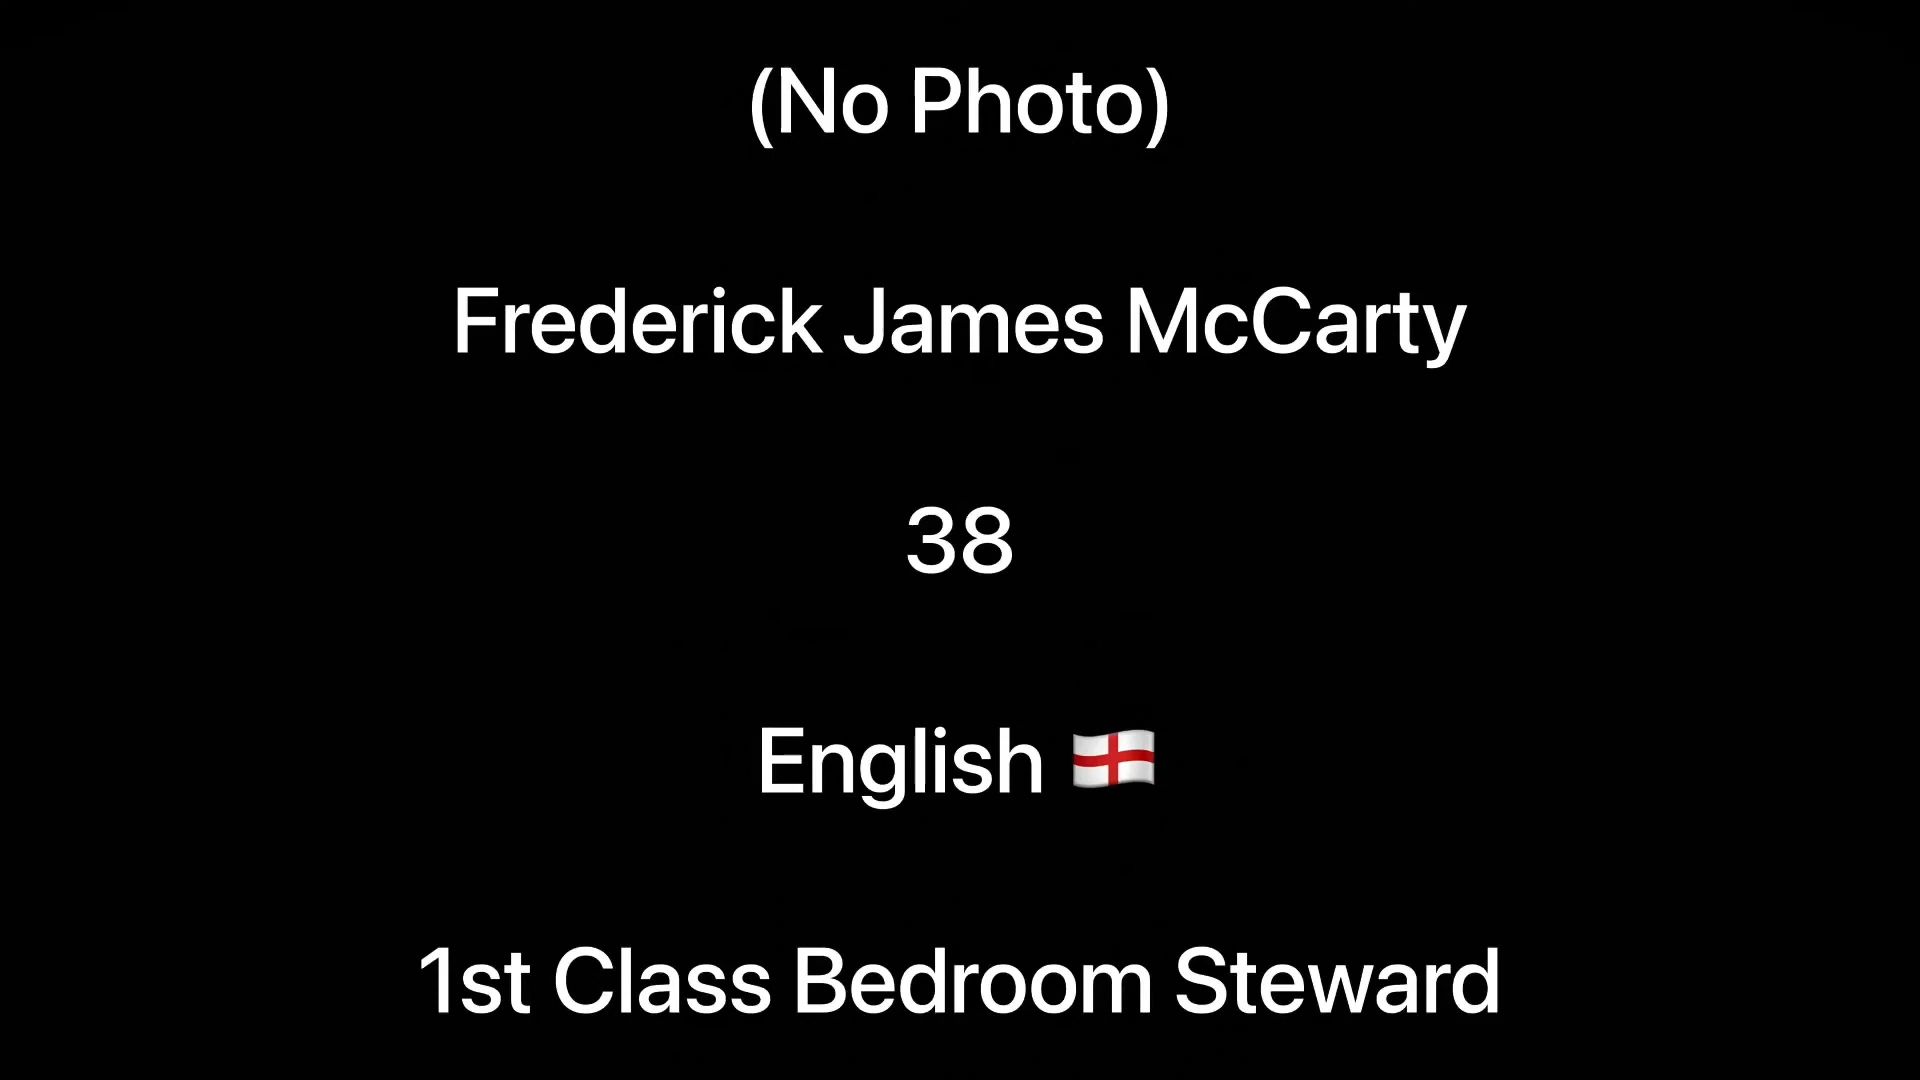 (No Photo)
Frederick James McCarty
38
English 🏴󠁧󠁢󠁥󠁮󠁧󠁿
1st Class Bedroom Steward